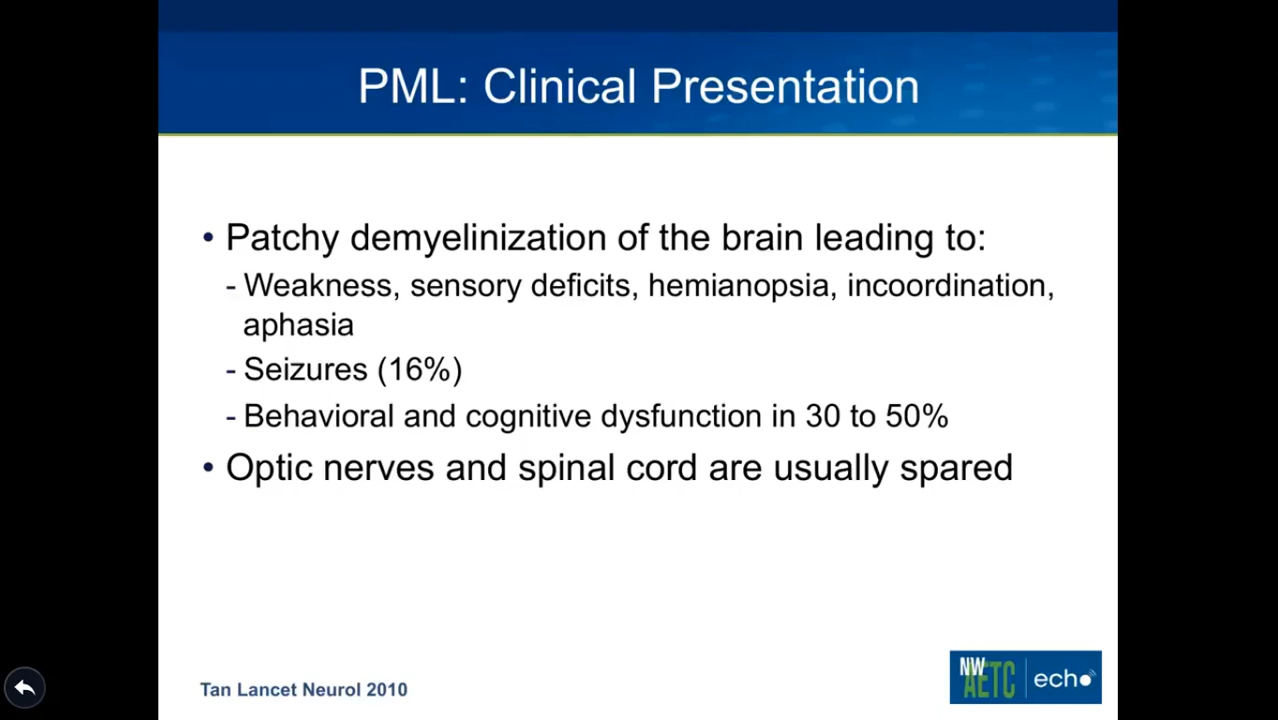 PML: Clinical Presentation
• Patchy demyelinization of the brain leading to:
- Weakness, sensory deficits, hemianopsia, incoordination,
aphasia
- Seizures (16%)
- Behavioral and cognitive dysfunction in 30 to 50%
• Optic nerves and spinal cord are usually spared
Tan Lancet Neurol 2010
NW
AETC
echo